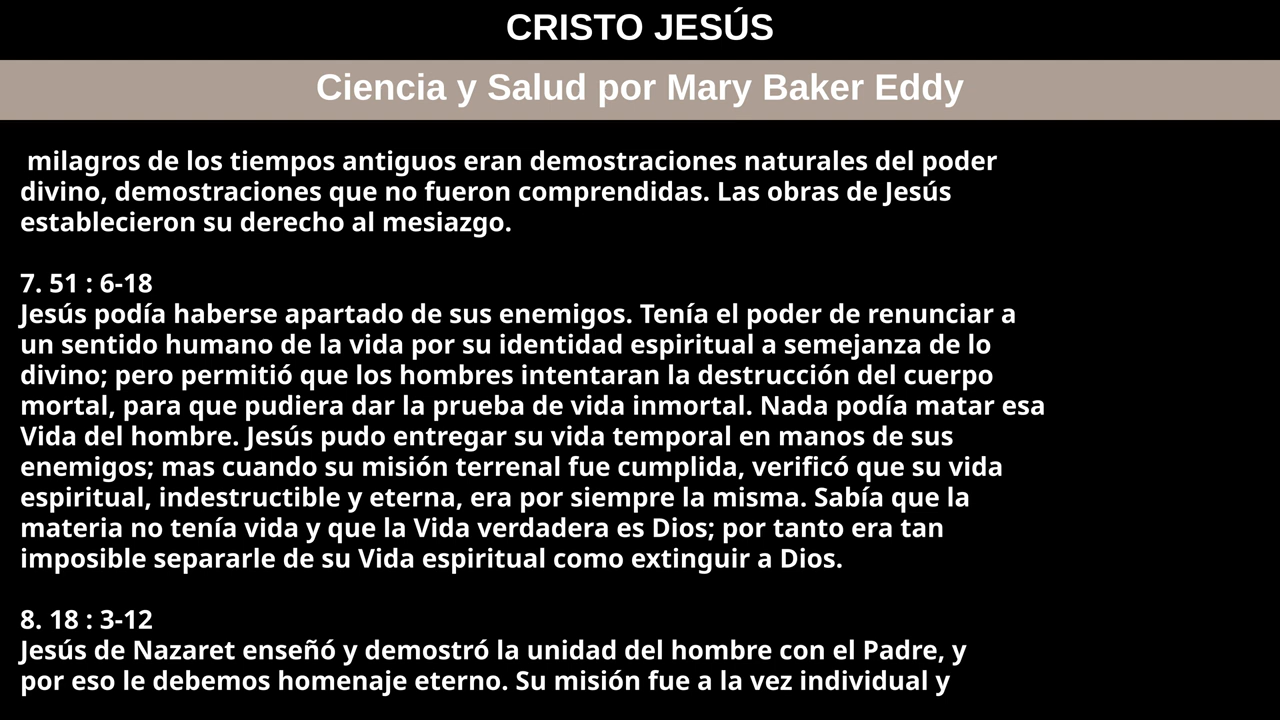 CRISTO JESÚS
Ciencia y Salud por Mary Baker Eddy
milagros de los tiempos antiguos eran demostraciones naturales del poder
divino, demostraciones que no fueron comprendidas. Las obras de Jesús
establecieron su derecho al mesiazgo.
7. 51 : 6-18
Jesús podía haberse apartado de sus enemigos. Tenía el poder de renunciar a
un sentido humano de la vida por su identidad espiritual a semejanza de lo
divino; pero permitió que los hombres intentaran la destrucción del cuerpo
mortal, para que pudiera dar la prueba de vida inmortal. Nada podía matar esa
Vida del hombre. Jesús pudo entregar su vida temporal en manos de sus
enemigos; mas cuando su misión terrenal fue cumplida, verificó que su vida
espiritual, indestructible y eterna, era por siempre la misma. Sabía que la
materia no tenía vida y que la Vida verdadera es Dios; por tanto era tan
imposible separarle de su Vida espiritual como extinguir a Dios.
8. 18 : 3-12
Jesús de Nazaret enseñó y demostró la unidad del hombre con el Padre, y
por eso le debemos homenaje eterno. Su misión fue a la vez individual y